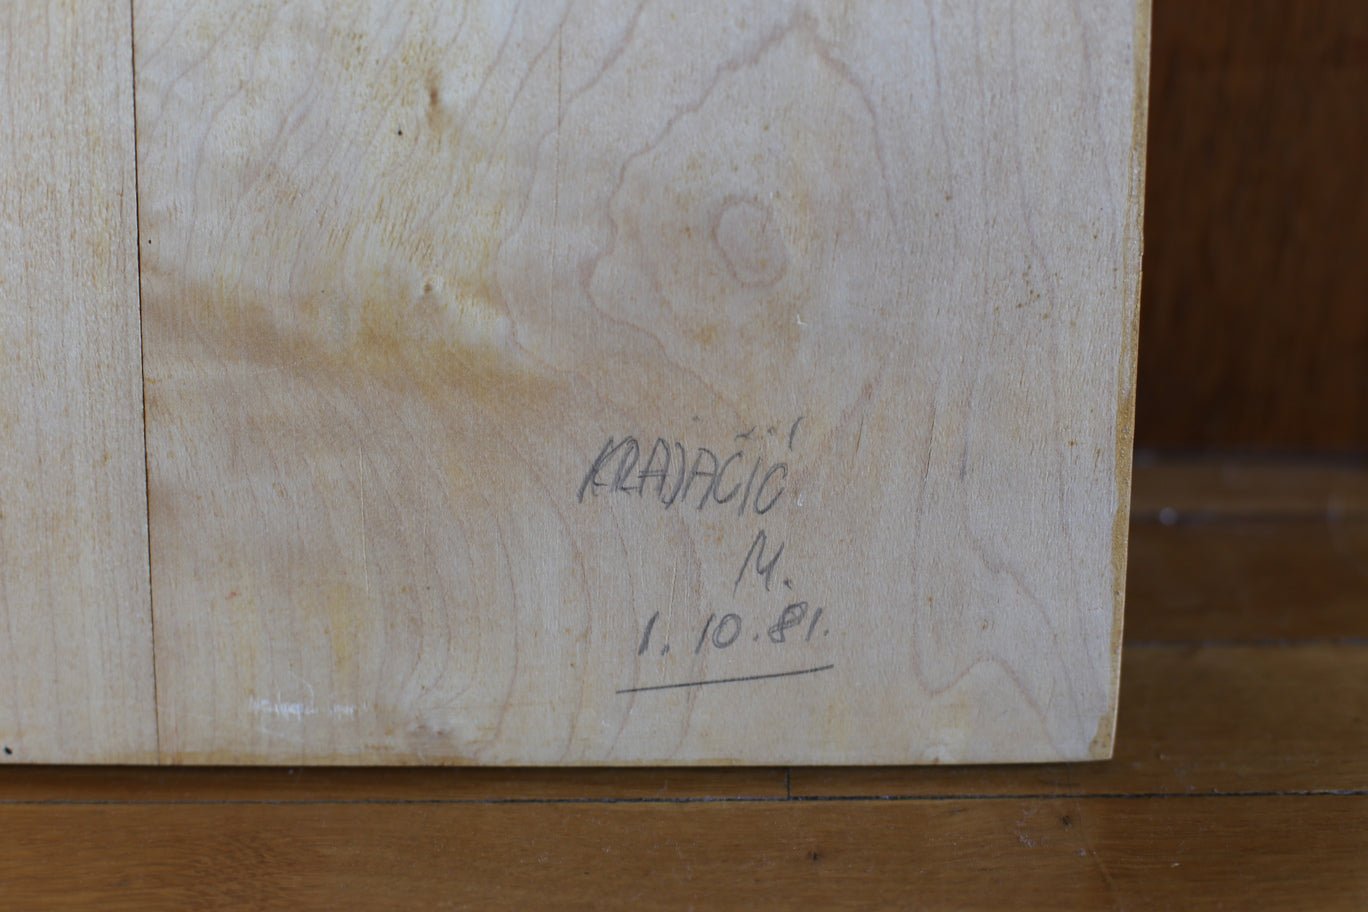 KRAJAČIĆ
M.
1. 10. 81.